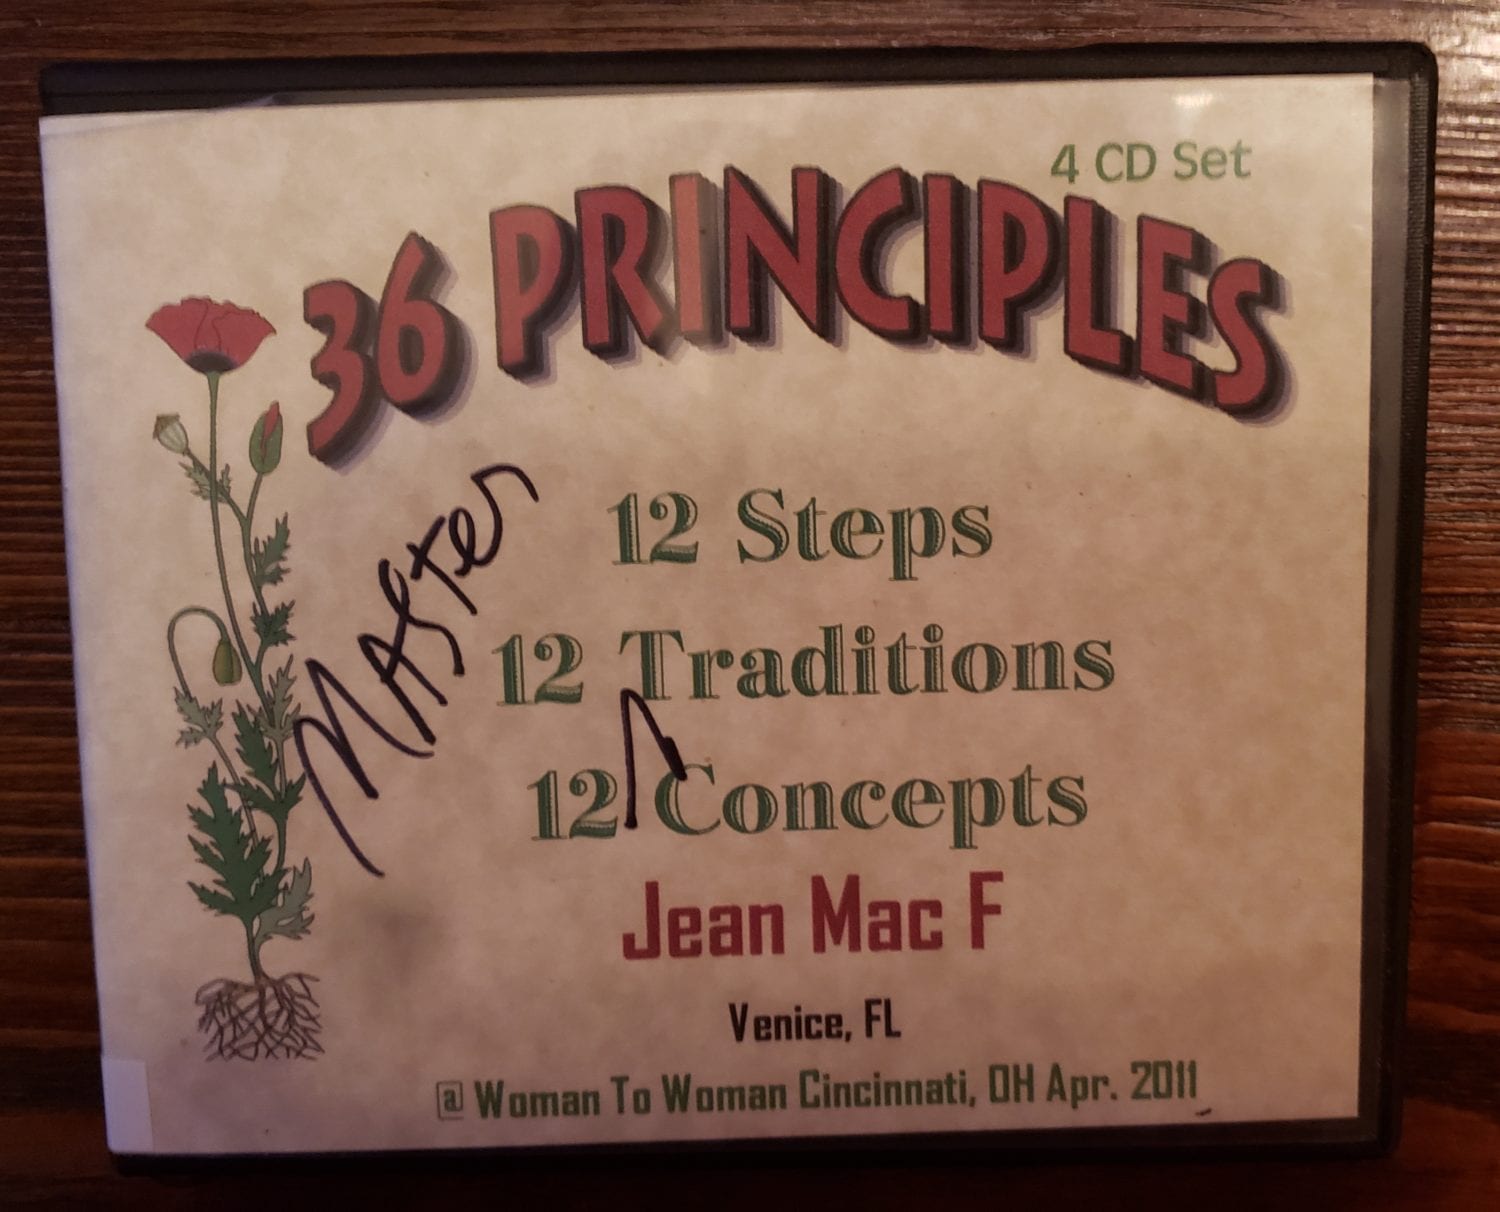 4 CD Set
36 PRINCIPLES
MASter
12 Steps
12 Traditions
12 Concepts
Jean Mac F
Venice, FL
@ Woman To Woman Cincinnati, OH Apr. 2011